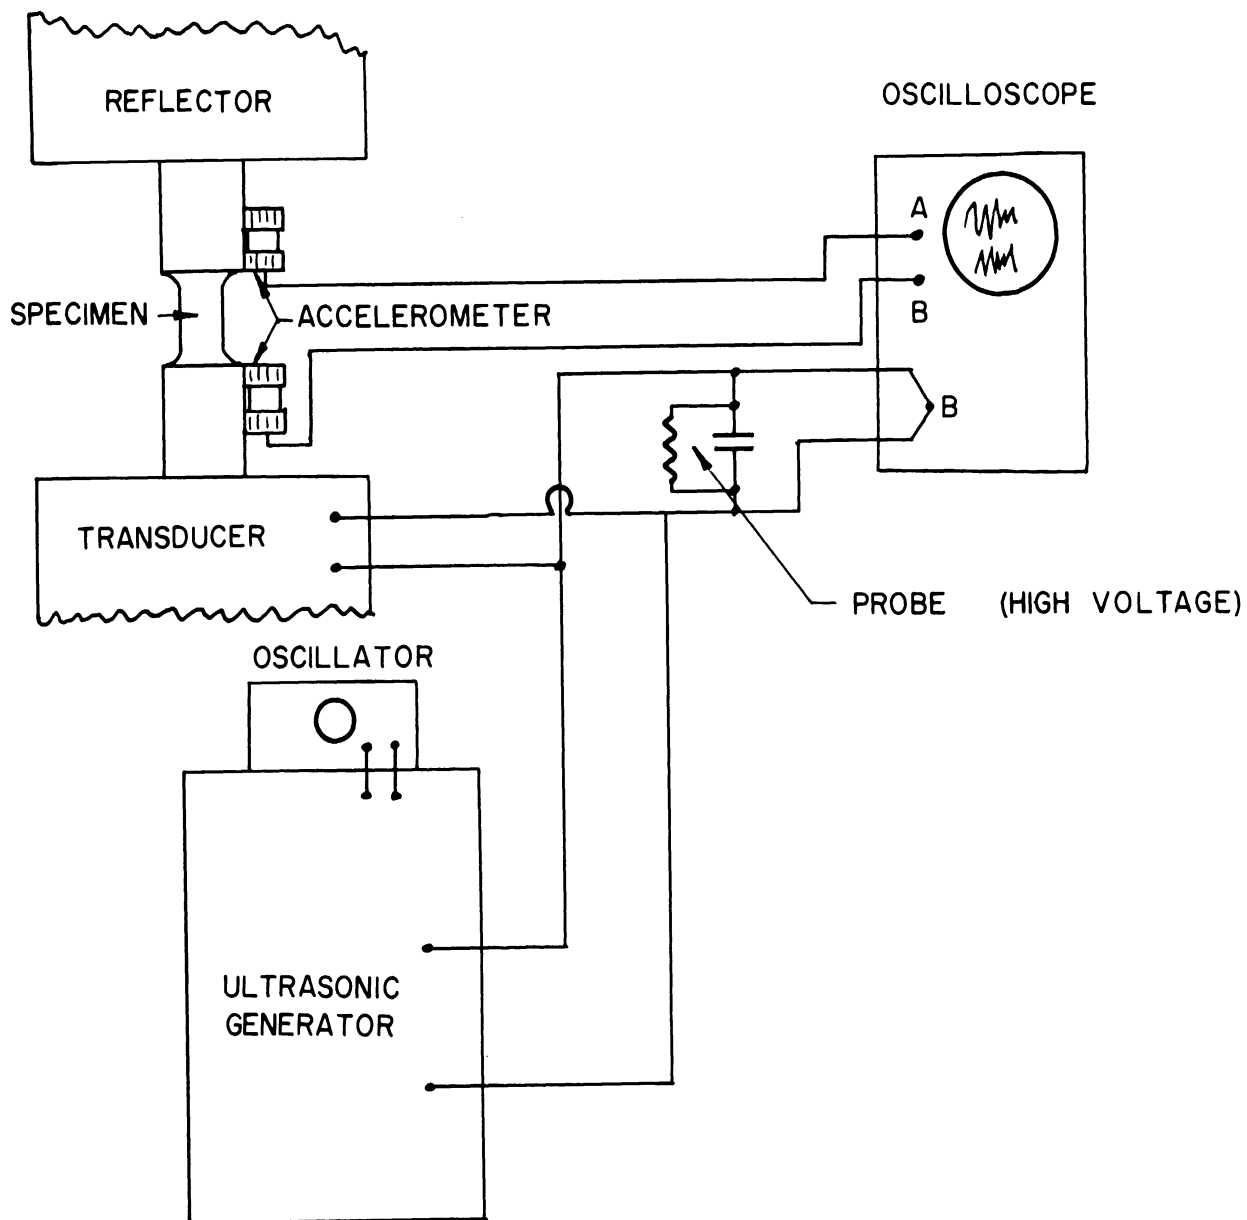 REFLECTOR
OSCILLOSCOPE
A
SPECIMEN
ACCELEROMETER
B
B
TRANSDUCER
PROBE (HIGH VOLTAGE)
OSCILLATOR
ULTRASONIC
GENERATOR